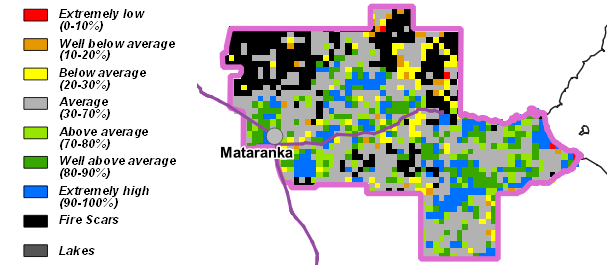 Extremely low
(0-10%)
Well below average
(10-20%)
Below average
(20-30%)
Average
(30-70%)
Above average
(70-80%)
Well above average
(80-90%)
Extremely high
(90-100%)
Fire Scars
Lakes
Mataranka